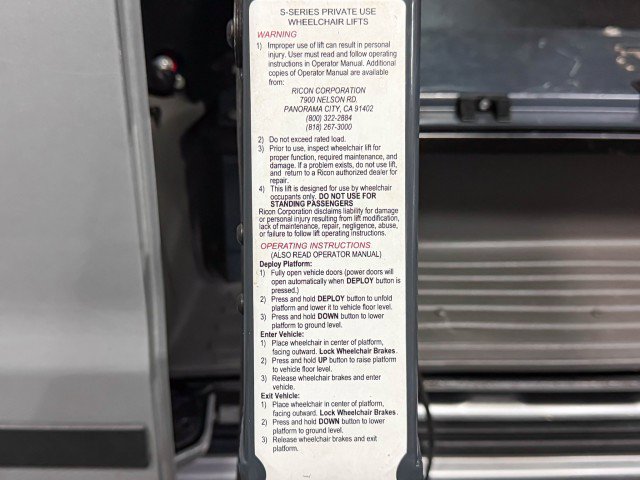 S-SERIES PRIVATE USE
WHEELCHAIR LIFTS
WARNING
1) Improper use of lift can result in personal
injury. User must read and follow operating
instructions in Operator Manual. Additional
copies of Operator Manual are available
from:
RICON CORPORATION
7900 NELSON RD.
PANORAMA CITY, CA 91402
(800) 322-2884
(818) 267-3000
2) Do not exceed rated load.
3) Prior to use, inspect wheelchair lift for
proper function, required maintenance, and
damage. If a problem exists, do not use lift,
and return to a Ricon authorized dealer for
repair.
4) This lift is designed for use by wheelchair
occupants only. DO NOT USE FOR
STANDING PASSENGERS
Ricon Corporation disclaims liability for damage
or personal injury resulting from lift modification,
lack of maintenance, repair, negligence, abuse,
or failure to follow lift operating instructions.
OPERATING INSTRUCTIONS
(ALSO READ OPERATOR MANUAL)
Deploy Platform:
1) Fully open vehicle doors (power doors will
open automatically when DEPLOY button is
pressed.)
2) Press and hold DEPLOY button to unfold
platform and lower it to vehicle floor level.
3) Press and hold DOWN button to lower
platform to ground level.
Enter Vehicle:
1) Place wheelchair in center of platform,
facing outward. Lock Wheelchair Brakes.
2) Press and hold UP button to raise platform
to vehicle floor level.
3) Release wheelchair brakes and enter
vehicle.
Exit Vehicle:
1) Place wheelchair in center of platform,
facing outward. Lock Wheelchair Brakes.
2) Press and hold DOWN button to lower
platform to ground level.
3) Release wheelchair brakes and exit
platform.